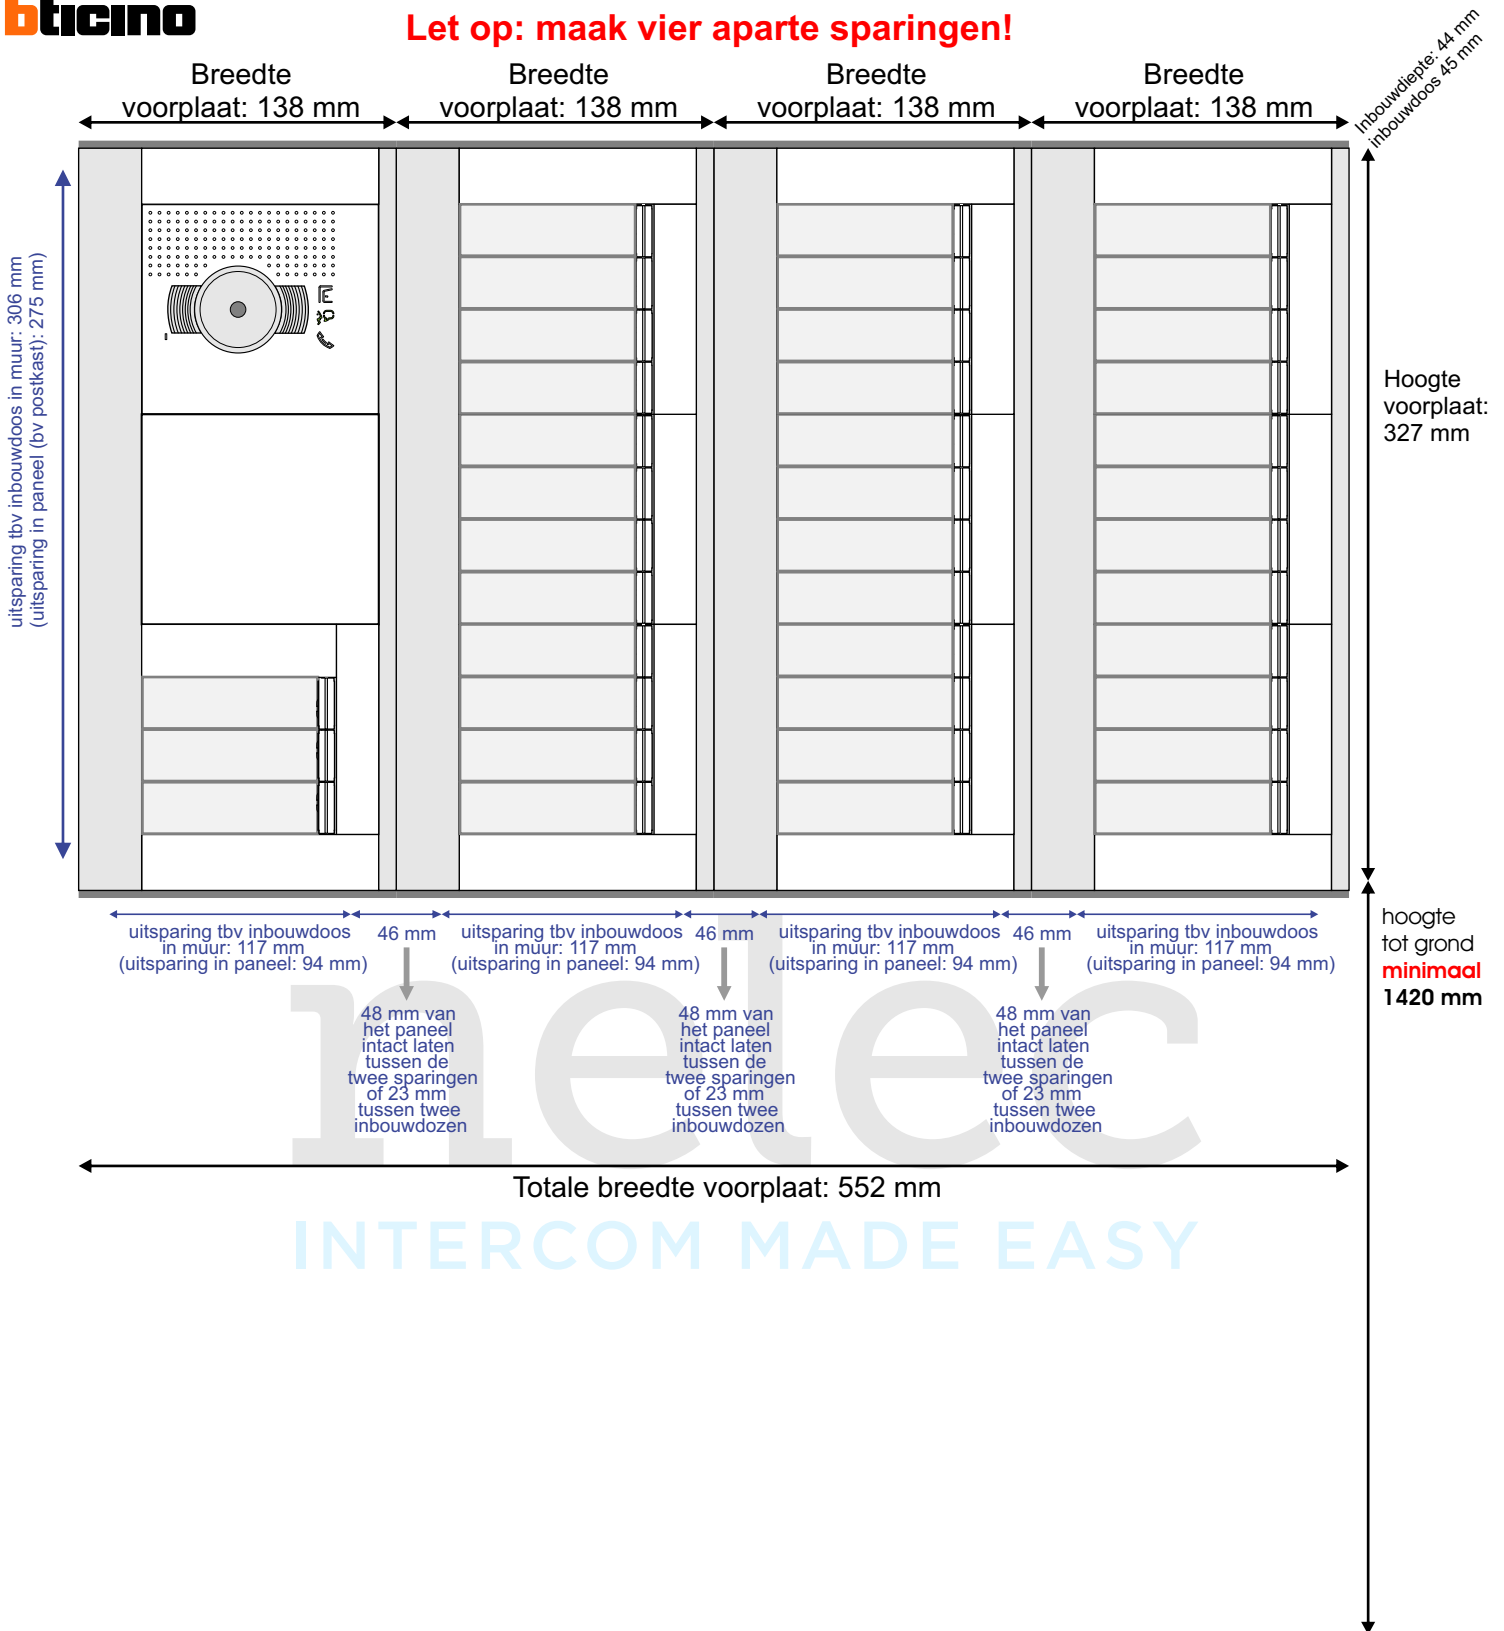 bticino
Let op: maak vier aparte sparingen!
Inbouwdiepte: 44 mm
inbouwdoos 45 mm
Breedte
voorplaat: 138 mm
Breedte
voorplaat: 138 mm
Breedte
voorplaat: 138 mm
Breedte
voorplaat: 138 mm
uitsparing tbv inbouwdoos in muur: 306 mm
(uitsparing in paneel (bv postkast): 275 mm)
Hoogte
voorplaat:
327 mm
uitsparing tbv inbouwdoos
in muur: 117 mm
(uitsparing in paneel: 94 mm)
46 mm
uitsparing tbv inbouwdoos
in muur: 117 mm
(uitsparing in paneel: 94 mm)
46 mm
uitsparing tbv inbouwdoos
in muur: 117 mm
(uitsparing in paneel: 94 mm)
46 mm
uitsparing tbv inbouwdoos
in muur: 117 mm
(uitsparing in paneel: 94 mm)
hoogte
tot grond
minimaal
1420 mm
48 mm van
het paneel
intact laten
tussen de
twee sparingen
of 23 mm
tussen twee
inbouwdozen
48 mm van
het paneel
intact laten
tussen de
twee sparingen
of 23 mm
tussen twee
inbouwdozen
48 mm van
het paneel
intact laten
tussen de
twee sparingen
of 23 mm
tussen twee
inbouwdozen
nelec
Totale breedte voorplaat: 552 mm
INTERCOM MADE EASY